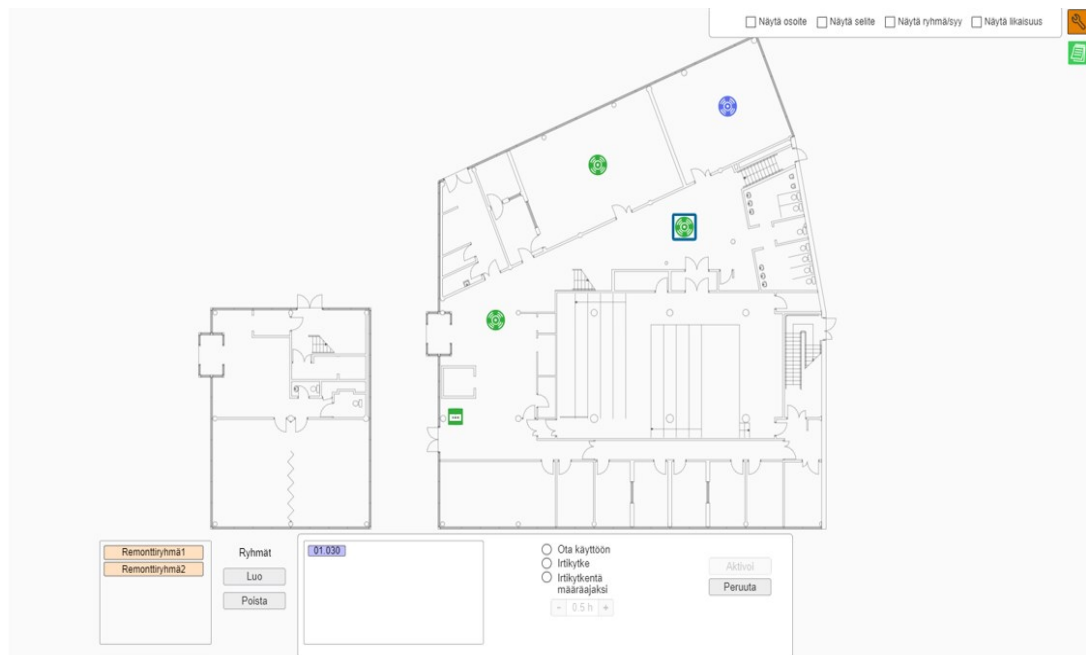 Näytä osoite
Näytä selite
Näytä ryhmä/syy
Näytä likaisuus
Remonttiryhmä1
Remonttiryhmä2
Ryhmät
Luo
Poista
01.030
Ota käyttöön
Irtikytke
Irtikytkentä
määräajaksi
- 0.5 h +
Aktivoi
Peruuta